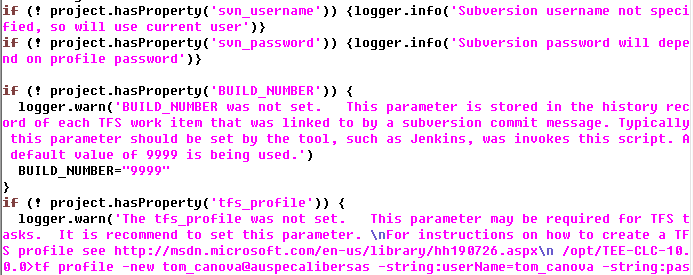 if (! project.hasProperty('svn_username')) {logger.info('Subversion username not speci
fied, so will use current user')}
if (! project.hasProperty('svn_password')) {logger.info('Subversion password will depe
nd on profile password')}
if (! project.hasProperty('BUILD_NUMBER')) {
logger.warn('BUILD_NUMBER was not set.   This parameter is stored in the history rec
ord of each TFS work item that was linked to by a subversion commit message. Typically
this parameter should be set by the tool, such as Jenkins, was invokes this script. A
default value of 9999 is being used.')
BUILD_NUMBER="9999"
}
if (! project.hasProperty('tfs_profile')) {
logger.warn('The tfs_profile was not set.   This parameter may be required for TFS t
asks.  It is recommend to set this parameter. \nFor instructions on how to create a TF
S profile see http://msdn.microsoft.com/en-us/library/hh190726.aspx\n /opt/TEE-CLC-10.
0.0>tf profile -new tom_canova@auspecalibersas -string:userName=tom_canova -string:pas